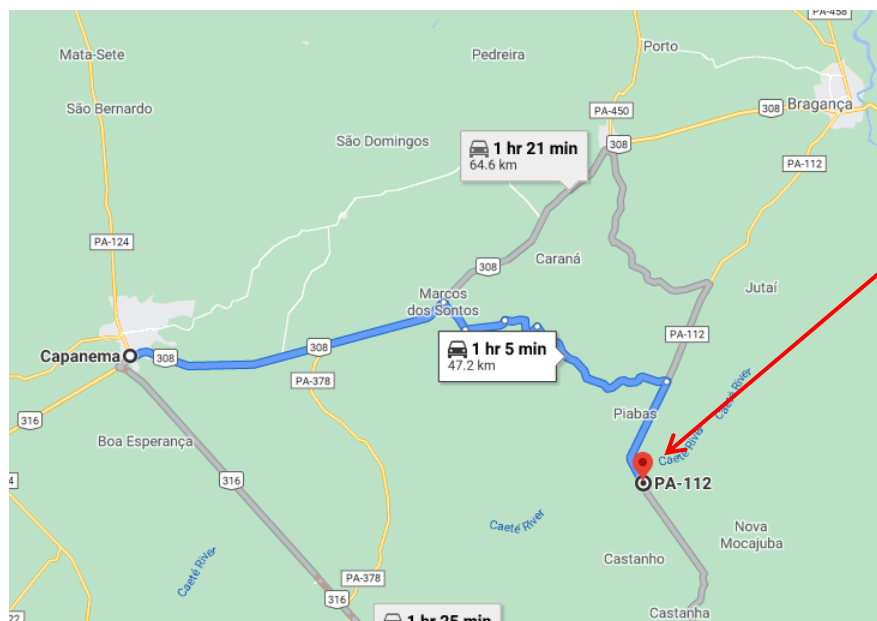 PA-458
Porto
Mata-Sete
Pedreira
Bragança
308
São Bernardo
PA-450
São Domingos
308
1 hr 21 min
64.6 km
PA-112
PA-124
Caraná
308
Jutaí
Marcos
dos Sontos
PA-112
1 hr 5 min
47.2 km
308
Capanema
308
PA-378
Caeté River
Piabas
316
Boa Esperança
Caeté River
316
PA-112
Caeté River
Nova
Mocajuba
Castanho
Caeté River
PA-378
316
Castanha
1 hr 25 min